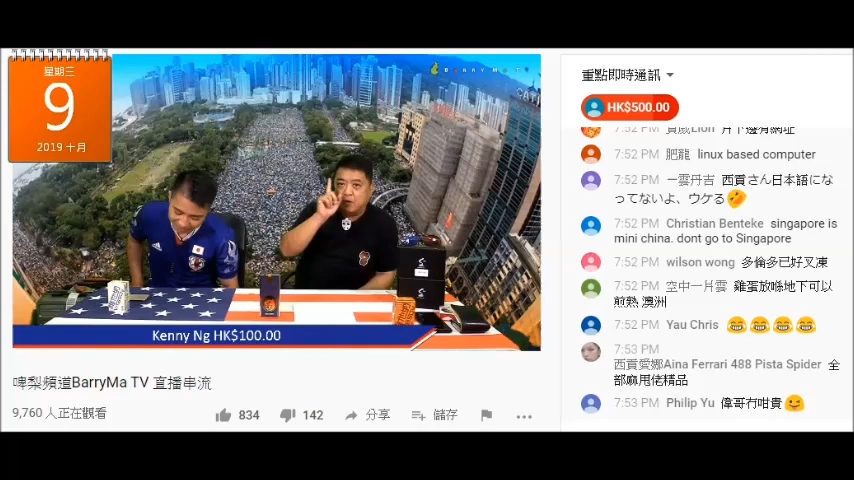 星期三
9
2019 十月
BARRYMATV
Kenny Ng HK$100.00
啤梨頻道BarryMa TV 直播串流
9,760 人正在觀看
834
142
分享
儲存
重點即時通訊
HK$500.00
7:52 PM 肥龍 linux based computer
7:52 PM 一雲丹吉 西貢さん日本語にな
ってないよ、ウケる
7:52 PM Christian Benteke singapore is
mini china. dont go to Singapore
7:52 PM wilson wong 多倫多已好叉凍
7:52 PM 空中一片雲 雞蛋放喺地下可以
煎熟 澳洲
7:52 PM Yau Chris
7:53 PM
西貢愛娜Aina Ferrari 488 Pista Spider 全
部麻甩佬精品
7:53 PM Philip Yu 偉哥冇咁貴